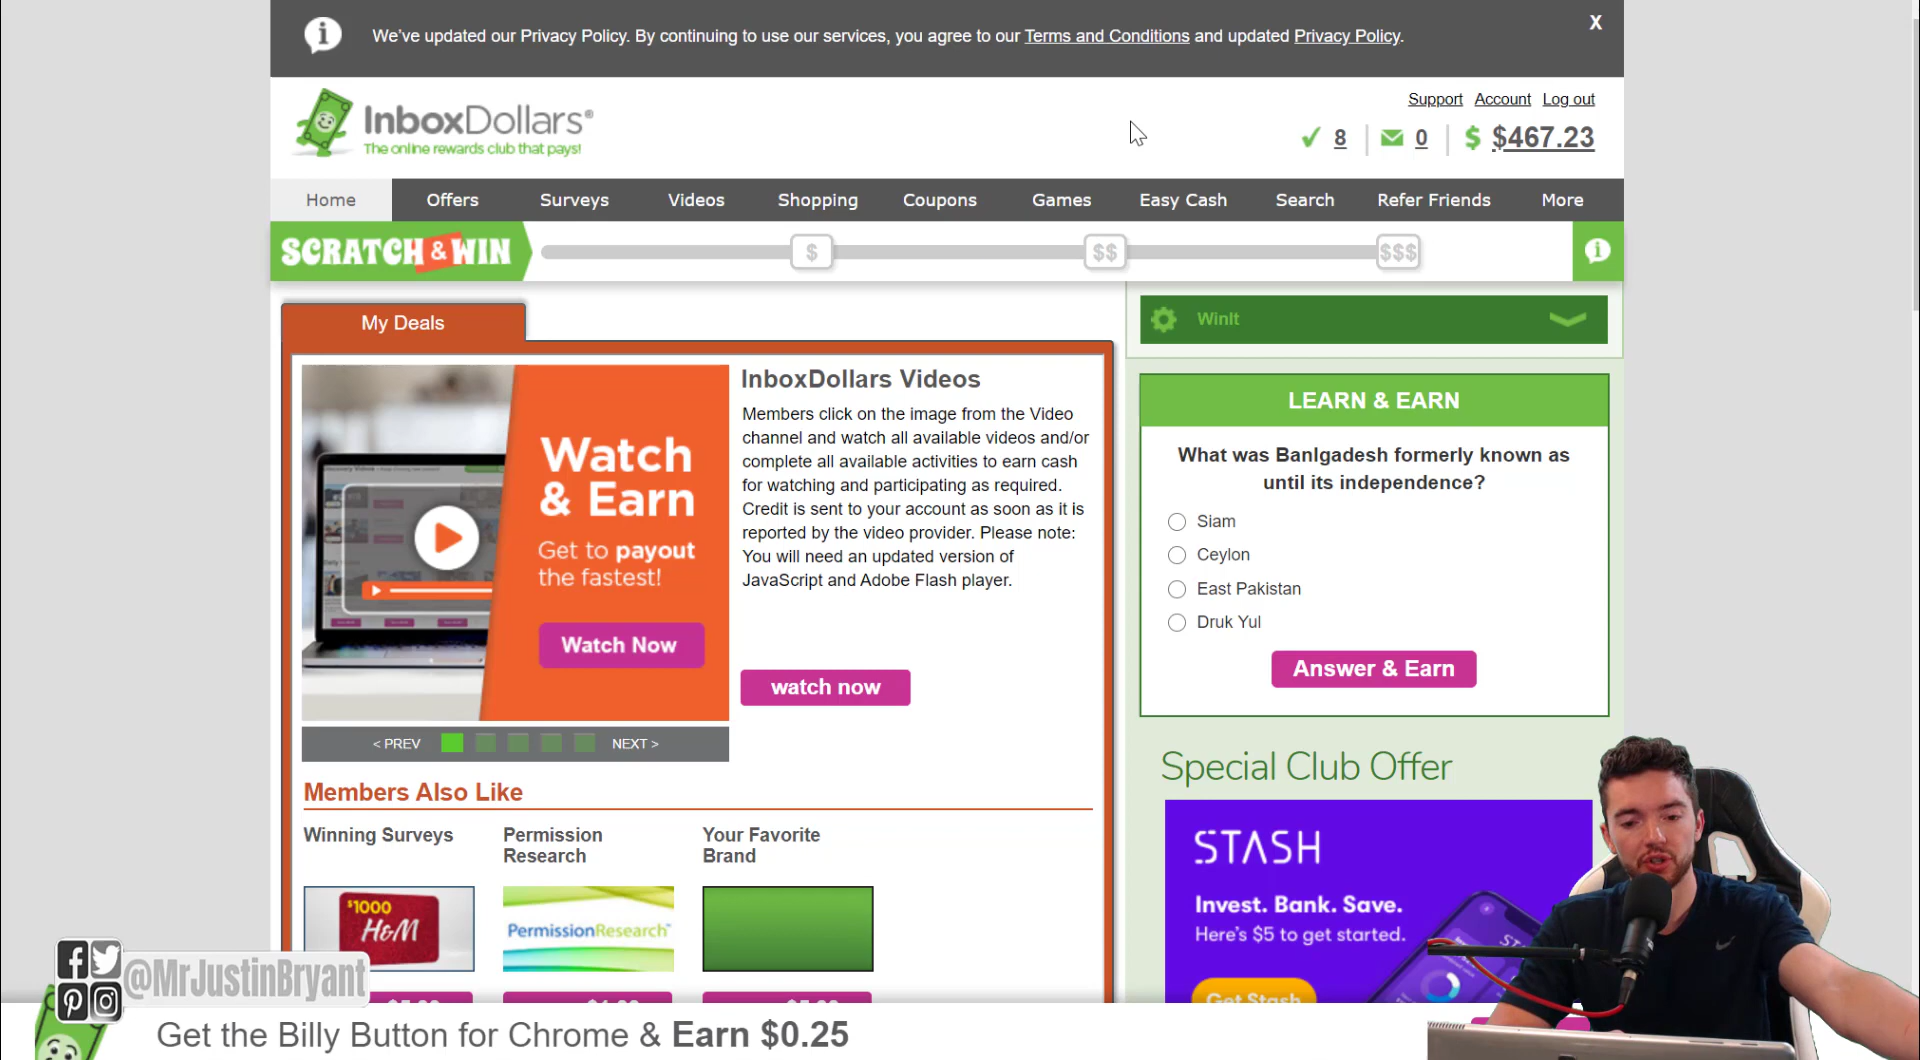 We've updated our Privacy Policy. By continuing to use our services, you agree to our Terms and Conditions and updated Privacy Policy.
X
Support Account Log out
InboxDollars®
The online rewards club that pays!
8 0 $ $467.23
Home Offers Surveys Videos Shopping Coupons Games Easy Cash Search Refer Friends More
SCRATCH & WIN $ $$ $$$
My Deals
Watch
& Earn
Get to payout
the fastest!
Watch Now
InboxDollars Videos
Members click on the image from the Video
channel and watch all available videos and/or
complete all available activities to earn cash
for watching and participating as required.
Credit is sent to your account as soon as it is
reported by the video provider. Please note:
You will need an updated version of
JavaScript and Adobe Flash player.
watch now
< PREV NEXT >
Members Also Like
Winning Surveys
$1000
H&M
Permission
Research
PermissionResearch
Your Favorite
Brand
WinIt
LEARN & EARN
What was Banlgadesh formerly known as
until its independence?
Siam
Ceylon
East Pakistan
Druk Yul
Answer & Earn
Special Club Offer
STASH
Invest. Bank. Save.
Here's $5 to get started.
Get Stash
@MrJustinBryant
Get the Billy Button for Chrome & Earn $0.25